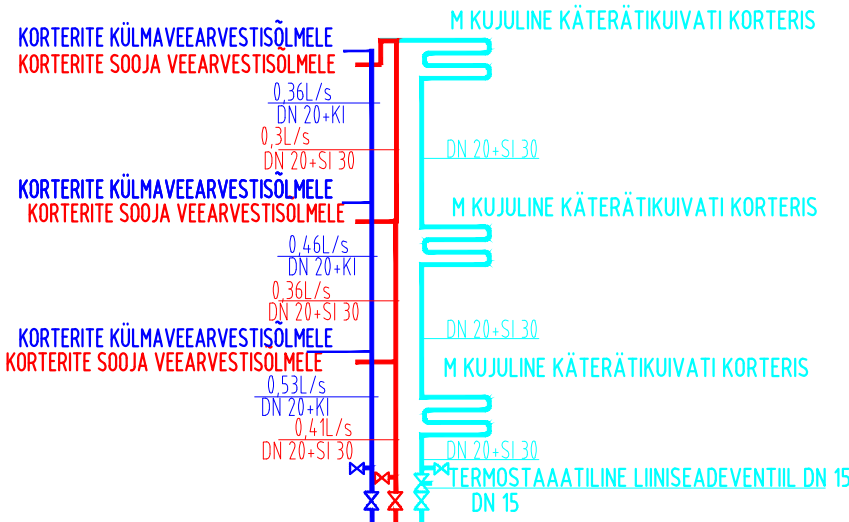 M KUJULINE KÄTERÄTIKUIVATI KORTERIS
KORTERITE KÜLMAVEEARVESTISÕLMELE
KORTERITE SOOJA VEEARVESTISÕLMELE
0,36L/s
DN 20+KI
0,3L/s
DN 20+SI 30
DN 20+SI 30
KORTERITE KÜLMAVEEARVESTISÕLMELE
KORTERITE SOOJA VEEARVESTISÕLMELE
M KUJULINE KÄTERÄTIKUIVATI KORTERIS
0,46L/s
DN 20+KI
0,36L/s
DN 20+SI 30
DN 20+SI 30
KORTERITE KÜLMAVEEARVESTISÕLMELE
KORTERITE SOOJA VEEARVESTISÕLMELE
M KUJULINE KÄTERÄTIKUIVATI KORTERIS
0,53L/s
DN 20+KI
0,41L/s
DN 20+SI 30
DN 20+SI 30
TERMOSTAAATILINE LIINISEADEVENTIIL DN 15
DN 15